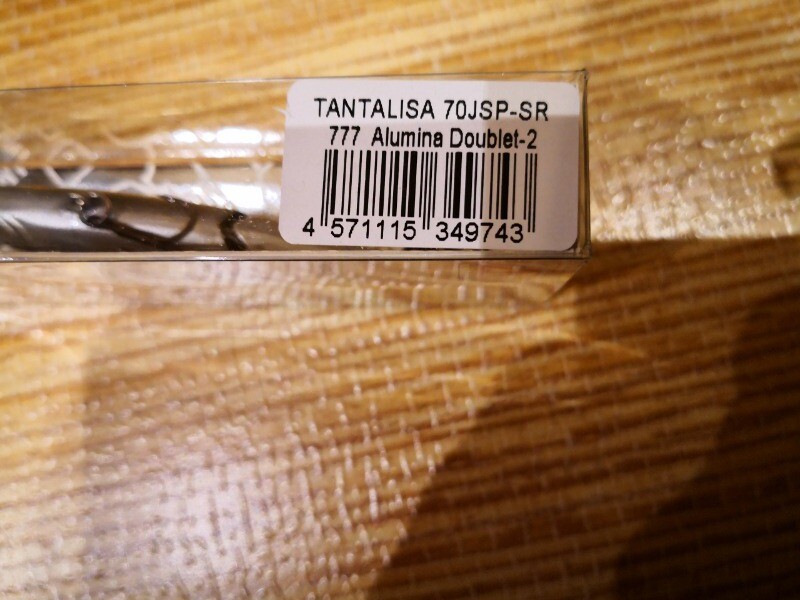 TANTALISA 70JSP-SR
777 Alumina Doublet-2
4 571115 349743